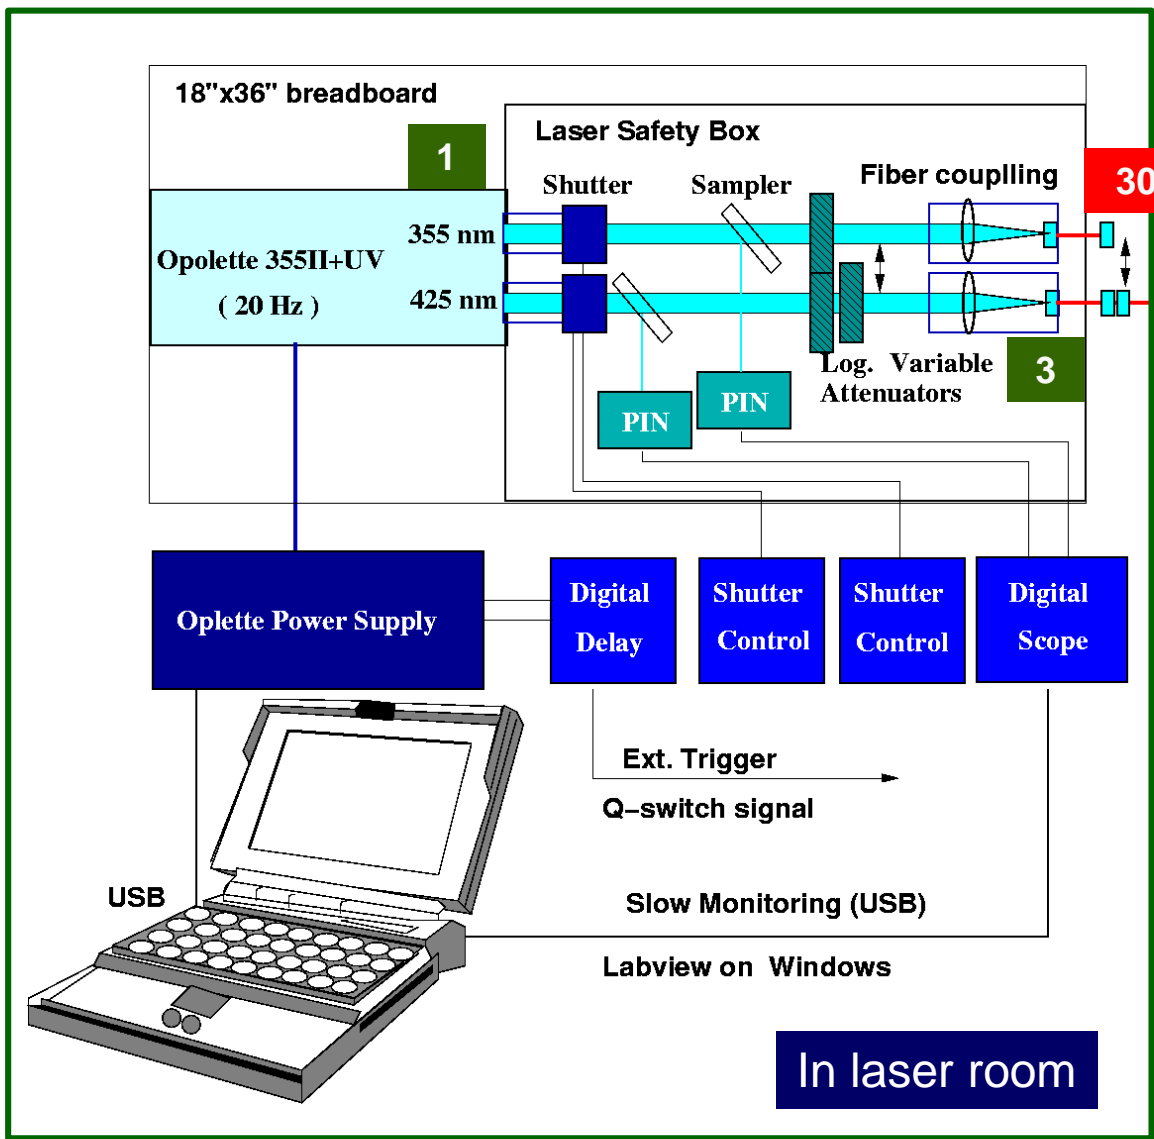 18"x36" breadboard
Laser Safety Box
1
Shutter
Sampler
Fiber couplling
30
355 nm
Opolette 355II+UV
( 20 Hz )
425 nm
Log. Variable
Attenuators
3
PIN
PIN
Oplette Power Supply
Digital
Delay
Shutter
Control
Shutter
Control
Digital
Scope
Ext. Trigger
Q−switch signal
USB
Slow Monitoring (USB)
Labview on Windows
In laser room